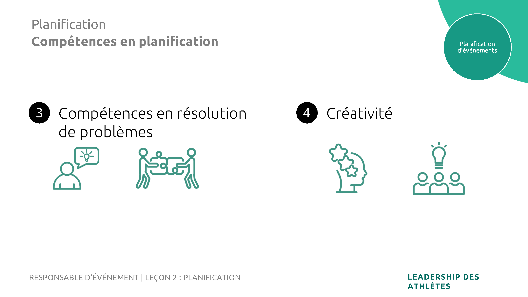 Planification
Compétences en planification
Planification
d'événements
3 Compétences en résolution
de problèmes
4 Créativité
RESPONSABLE D'ÉVÉNEMENT | LEÇON 2 : PLANIFICATION
LEADERSHIP DES
ATHLÈTES